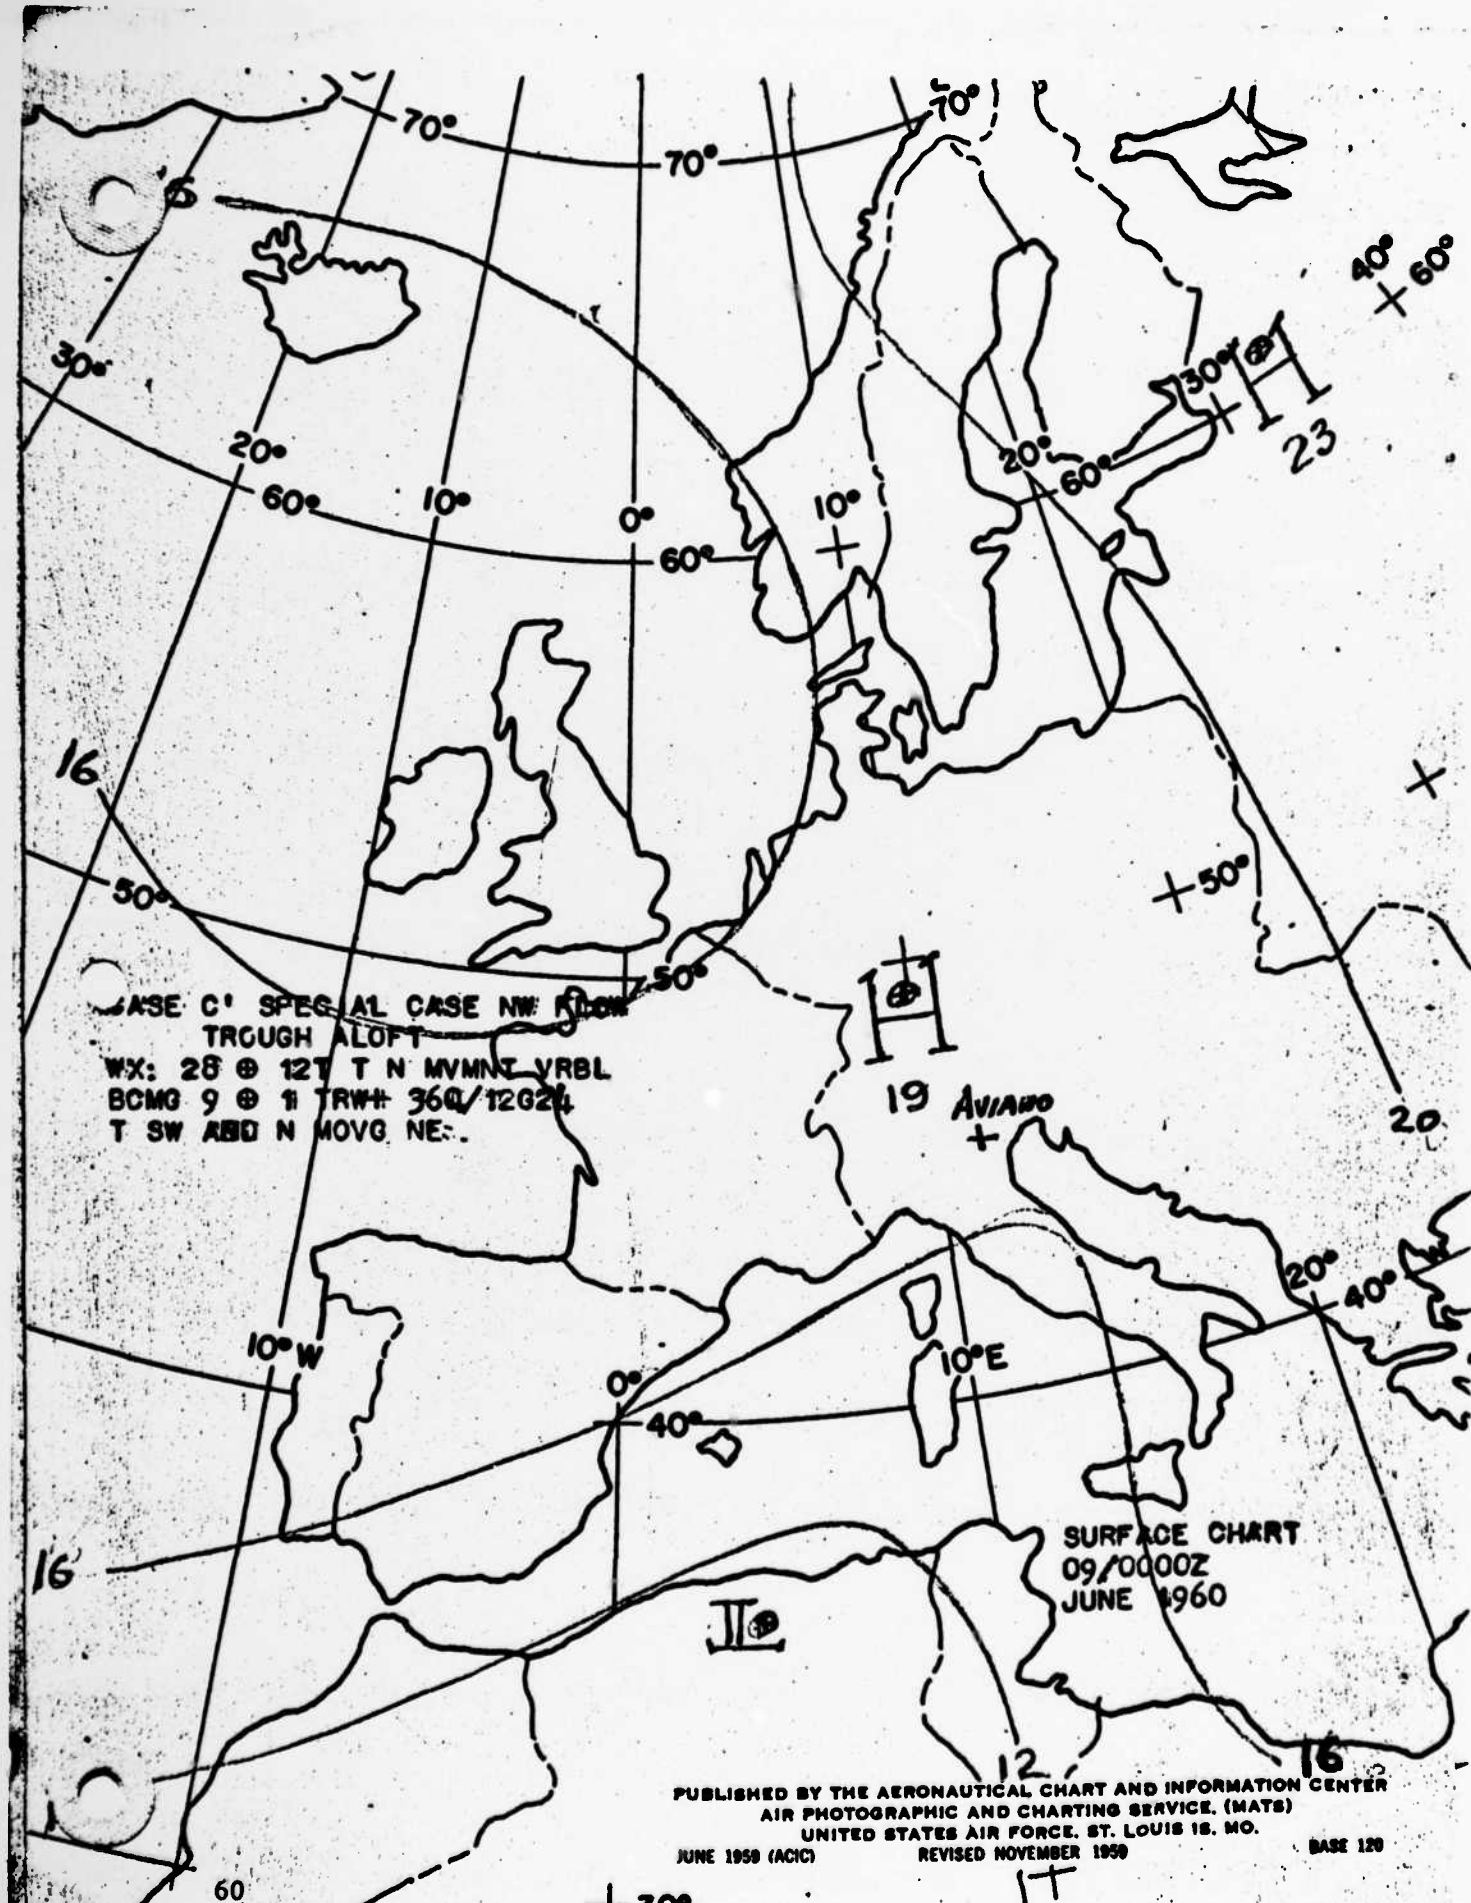 70°
70°
70°
40°
60°
30°
30°
H
23
20°
60°
10°
0°
10°
20°
60°
60°
16
50°
50°
50°
H
19
AVIANO
CASE C' SPECIAL CASE NW FLOW
TROUGH ALOFT
WX: 28 ⊕ 12T T N MVMNT VRBL
BCMG 9 ⊕ TRW+ 36Q/12G24
T SW AND N MOVG NE.
20
20°
40°
10° W
10°E
0°
40°
16
SURFACE CHART
09/0000Z
JUNE 1960
12
16
PUBLISHED BY THE AERONAUTICAL CHART AND INFORMATION CENTER
AIR PHOTOGRAPHIC AND CHARTING SERVICE, (MATS)
UNITED STATES AIR FORCE, ST. LOUIS 18, MO.
JUNE 1959 (ACIC) REVISED NOVEMBER 1959 BASE 120
60